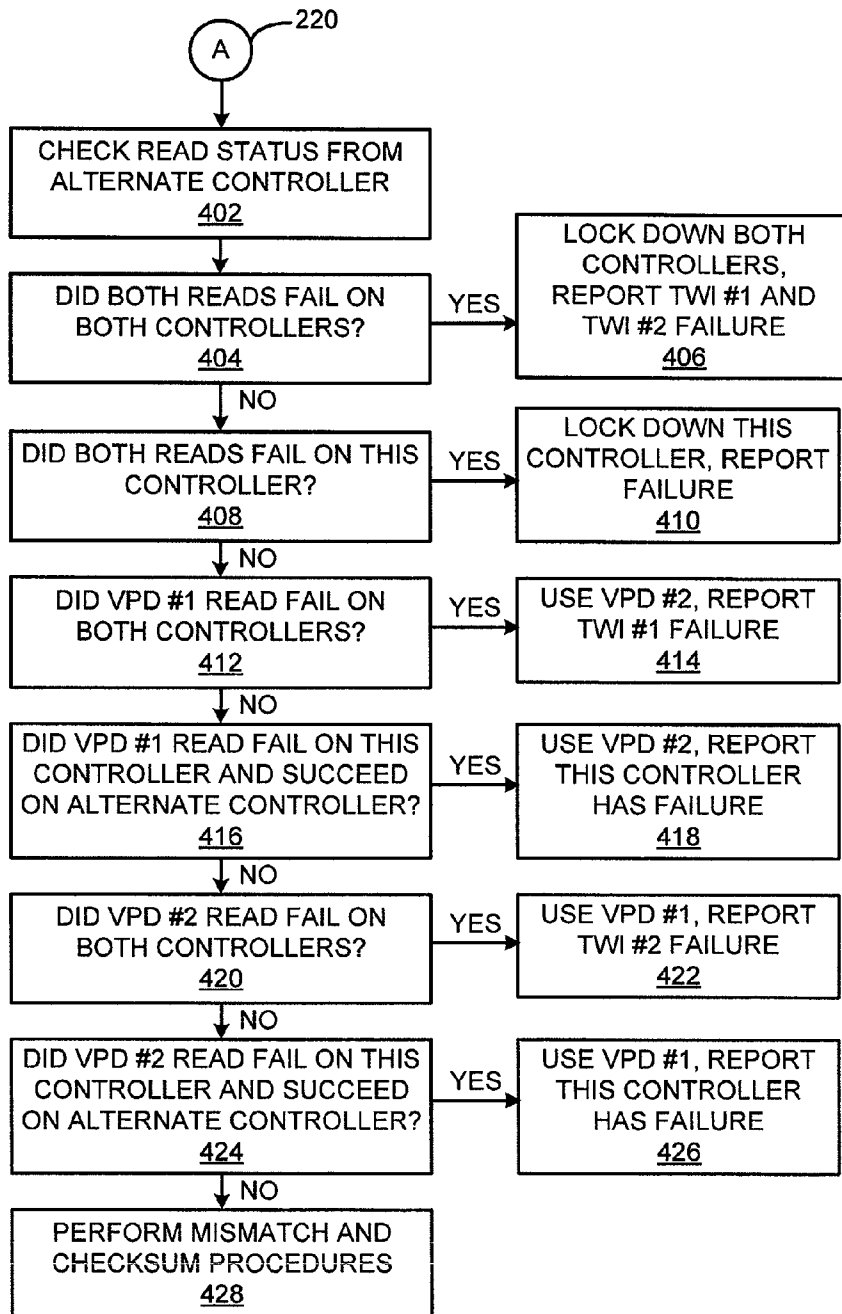 220
A
CHECK READ STATUS FROM
ALTERNATE CONTROLLER
402
DID BOTH READS FAIL ON
BOTH CONTROLLERS?
404
YES
LOCK DOWN BOTH
CONTROLLERS,
REPORT TWI #1 AND
TWI #2 FAILURE
406
NO
DID BOTH READS FAIL ON THIS
CONTROLLER?
408
YES
LOCK DOWN THIS
CONTROLLER, REPORT
FAILURE
410
NO
DID VPD #1 READ FAIL ON
BOTH CONTROLLERS?
412
YES
USE VPD #2, REPORT
TWI #1 FAILURE
414
NO
DID VPD #1 READ FAIL ON THIS
CONTROLLER AND SUCCEED
ON ALTERNATE CONTROLLER?
416
YES
USE VPD #2, REPORT
THIS CONTROLLER
HAS FAILURE
418
NO
DID VPD #2 READ FAIL ON
BOTH CONTROLLERS?
420
YES
USE VPD #1, REPORT
TWI #2 FAILURE
422
NO
DID VPD #2 READ FAIL ON THIS
CONTROLLER AND SUCCEED
ON ALTERNATE CONTROLLER?
424
YES
USE VPD #1, REPORT
THIS CONTROLLER
HAS FAILURE
426
NO
PERFORM MISMATCH AND
CHECKSUM PROCEDURES
428